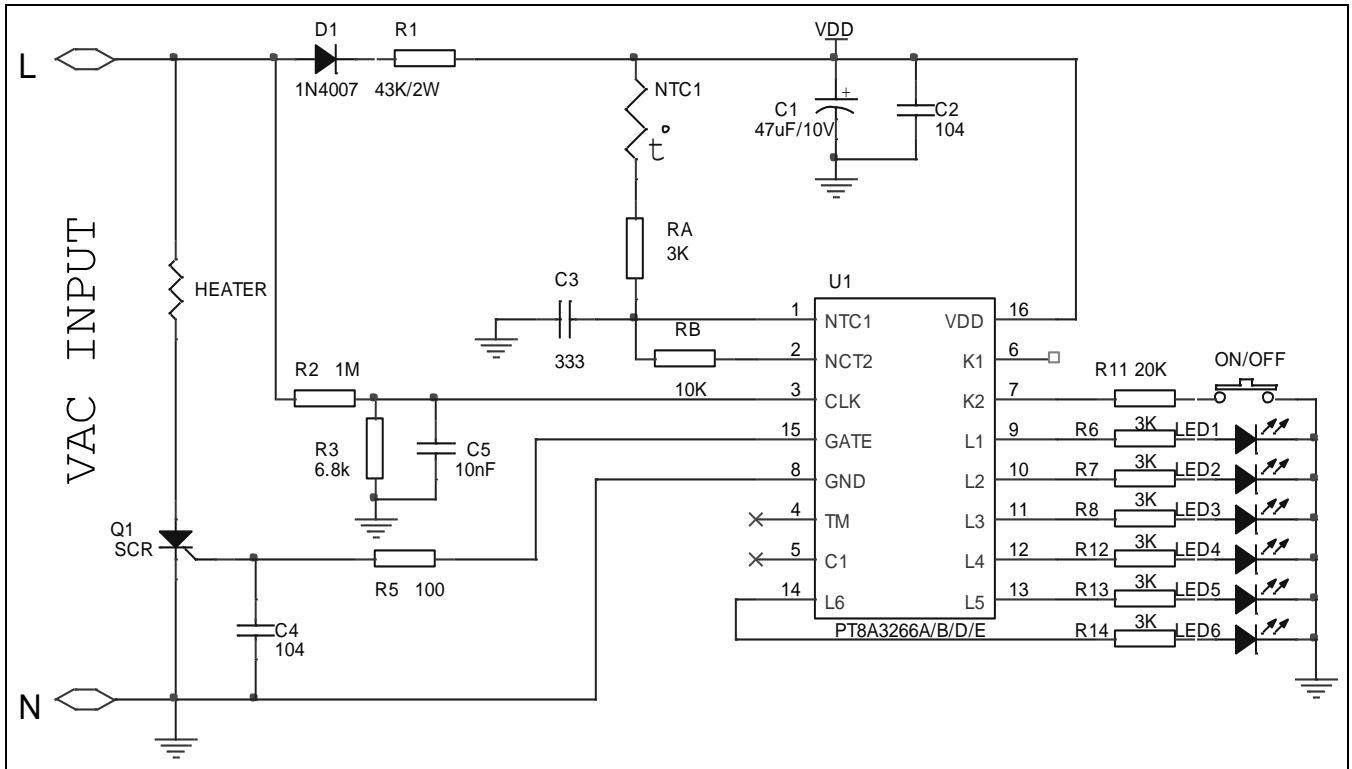 L
D1
1N4007
R1
43K/2W
VDD
NTC1
t°
C1
47uF/10V
+
C2
104
VAC INPUT
HEATER
RA
3K
C3
333
RB
10K
R2 1M
R3
6.8k
C5
10nF
U1
1 NTC1
2 NCT2
3 CLK
15 GATE
8 GND
4 TM
5 C1
14 L6
VDD 16
K1 6
K2 7
L1 9
L2 10
L3 11
L4 12
L5 13
PT8A3266A/B/D/E
R11 20K
ON/OFF
R6 3K LED1
R7 3K LED2
R8 3K LED3
R12 3K LED4
R13 3K LED5
R14 3K LED6
Q1
SCR
R5 100
C4
104
N